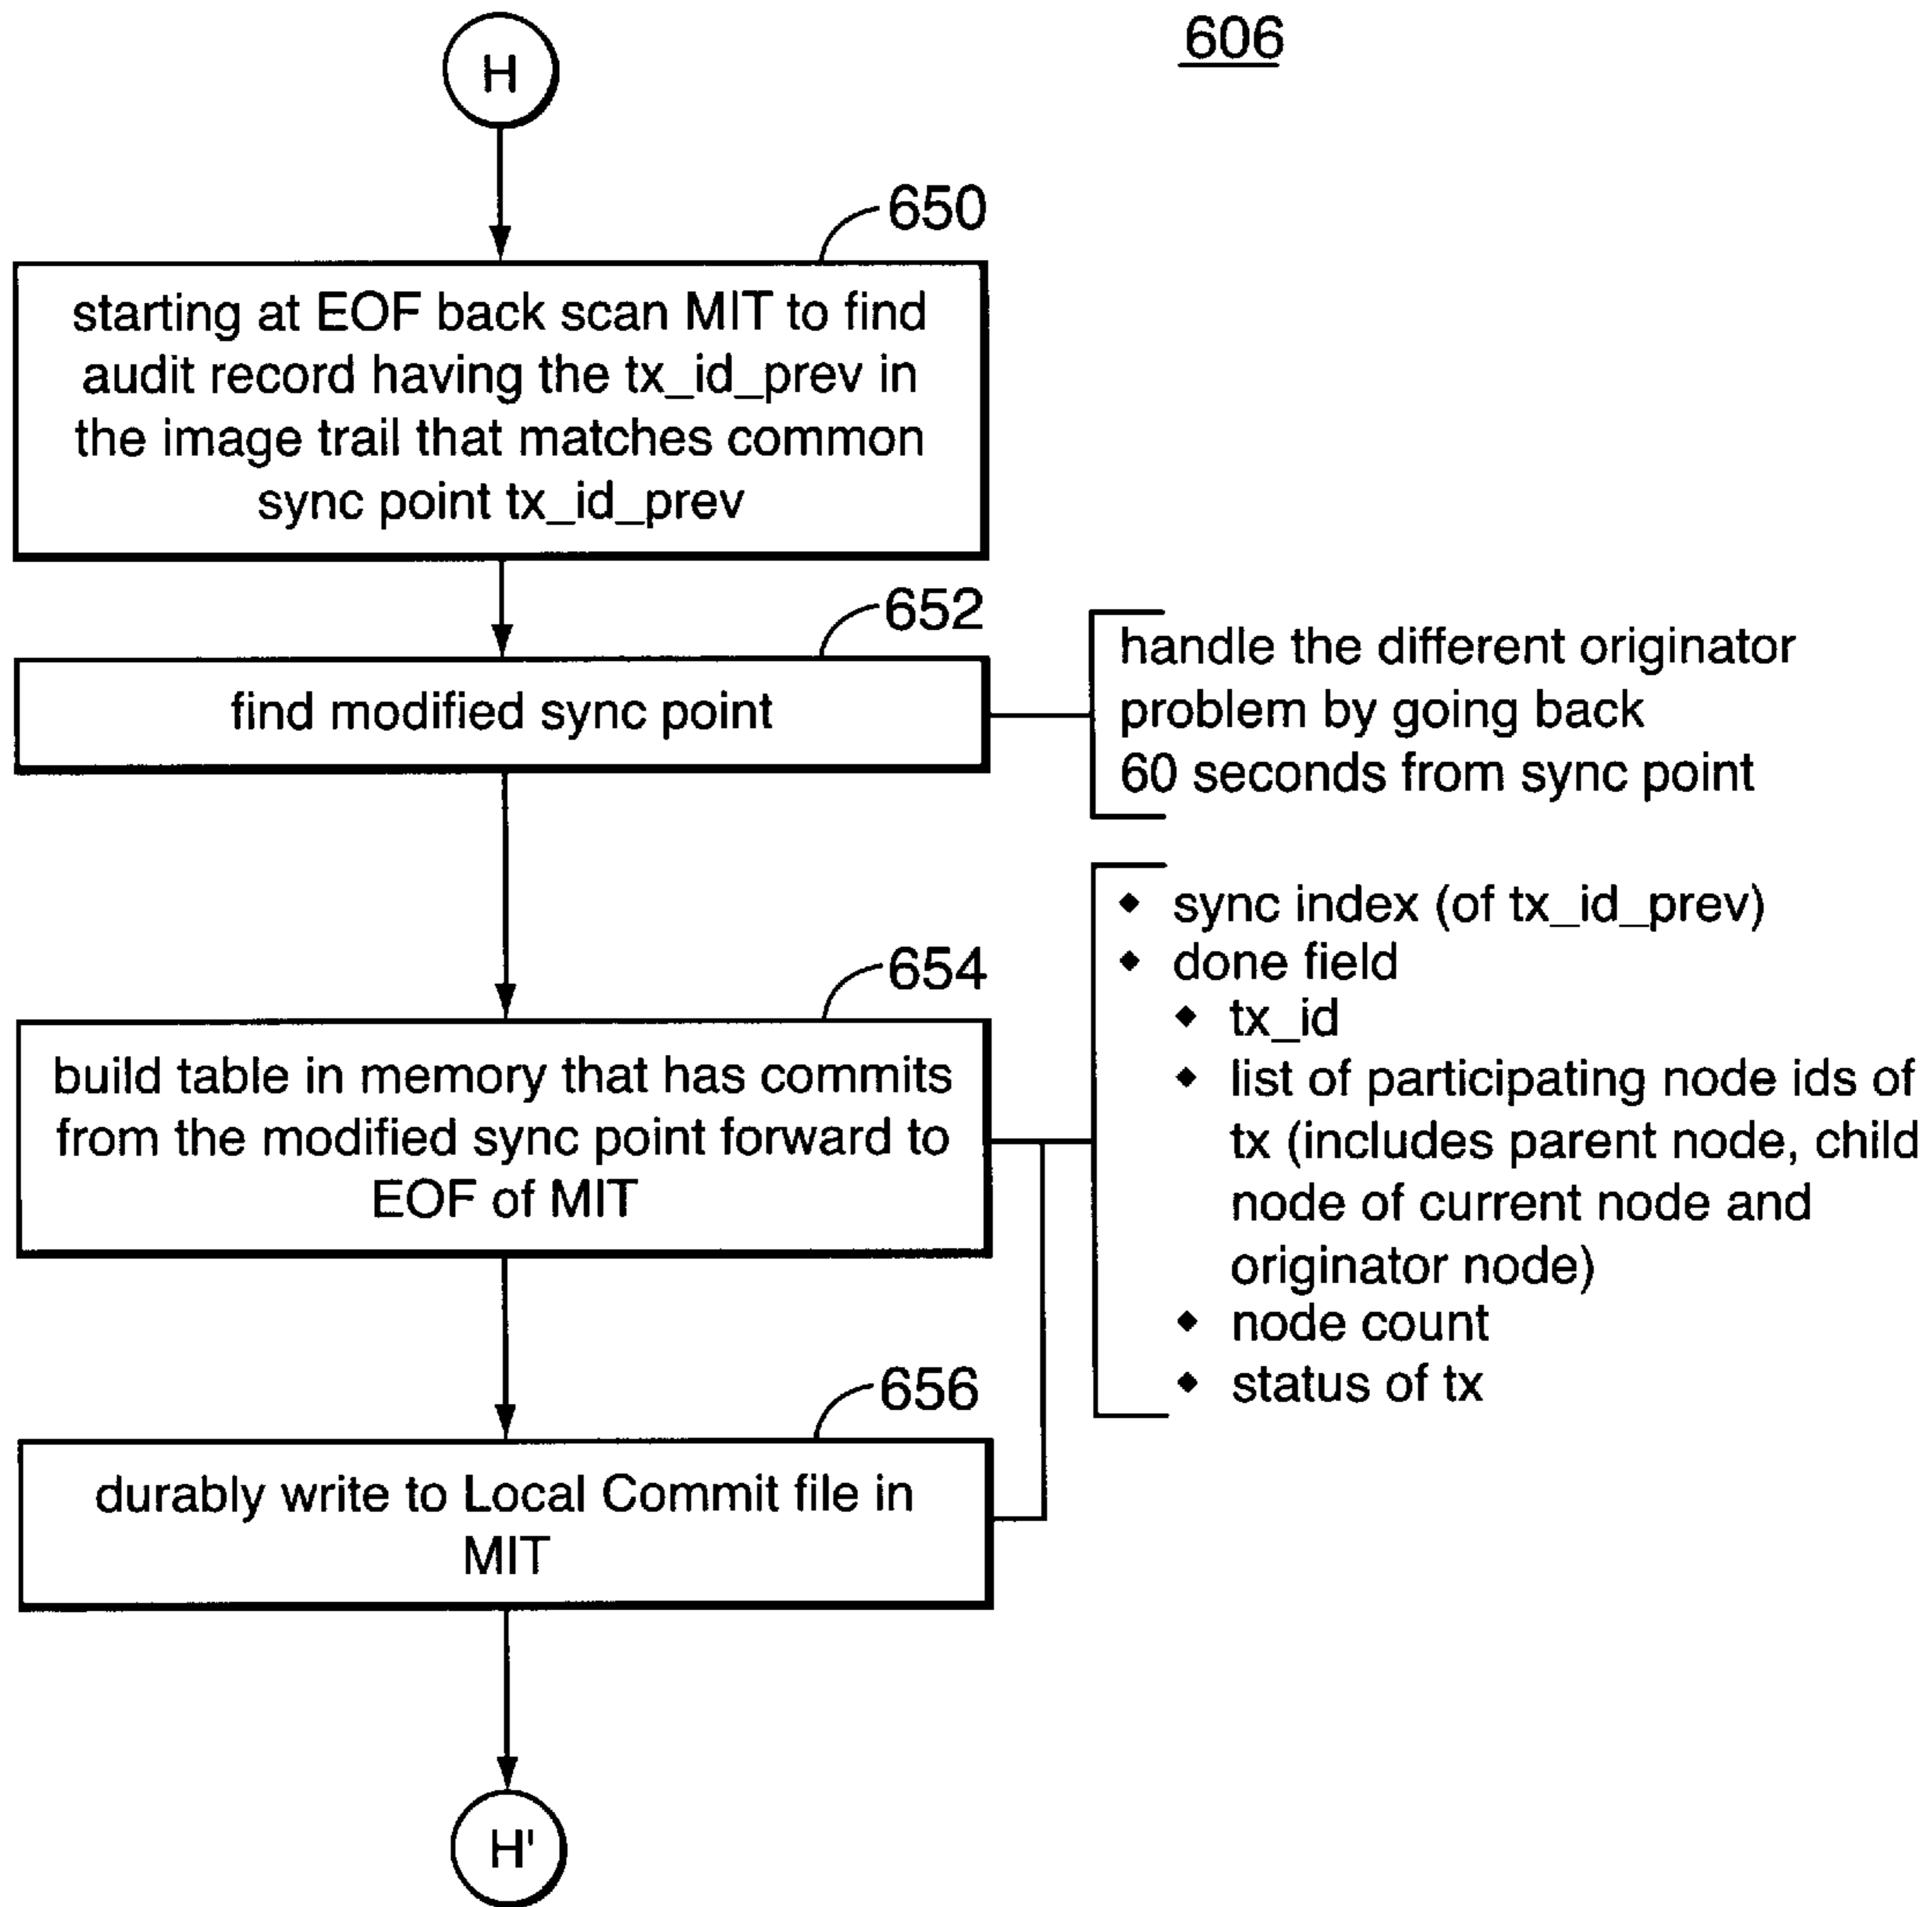 606
H
650
starting at EOF back scan MIT to find
audit record having the tx_id_prev in
the image trail that matches common
sync point tx_id_prev
652
find modified sync point
handle the different originator
problem by going back
60 seconds from sync point
654
build table in memory that has commits
from the modified sync point forward to
EOF of MIT
◆ sync index (of tx_id_prev)
◆ done field
◆ tx_id
◆ list of participating node ids of
tx (includes parent node, child
node of current node and
originator node)
◆ node count
◆ status of tx
656
durably write to Local Commit file in
MIT
H'